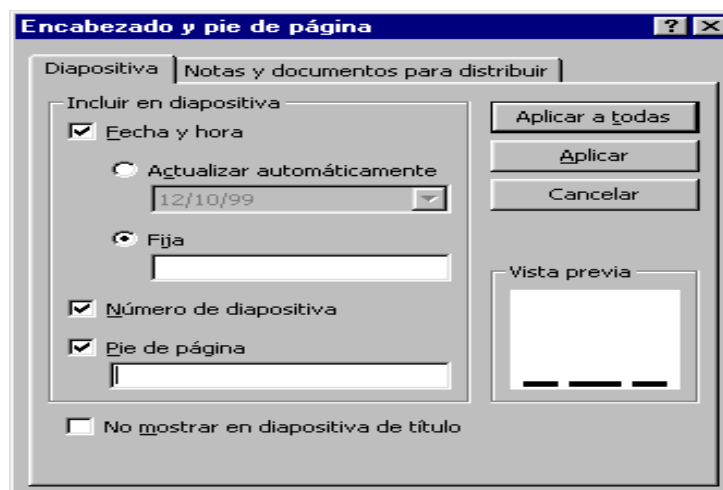 Encabezado y pie de página
Diapositiva Notas y documentos para distribuir
Incluir en diapositiva
Fecha y hora
Actualizar automáticamente
12/10/99
Fija
Número de diapositiva
Pie de página
No mostrar en diapositiva de título
Aplicar a todas
Aplicar
Cancelar
Vista previa